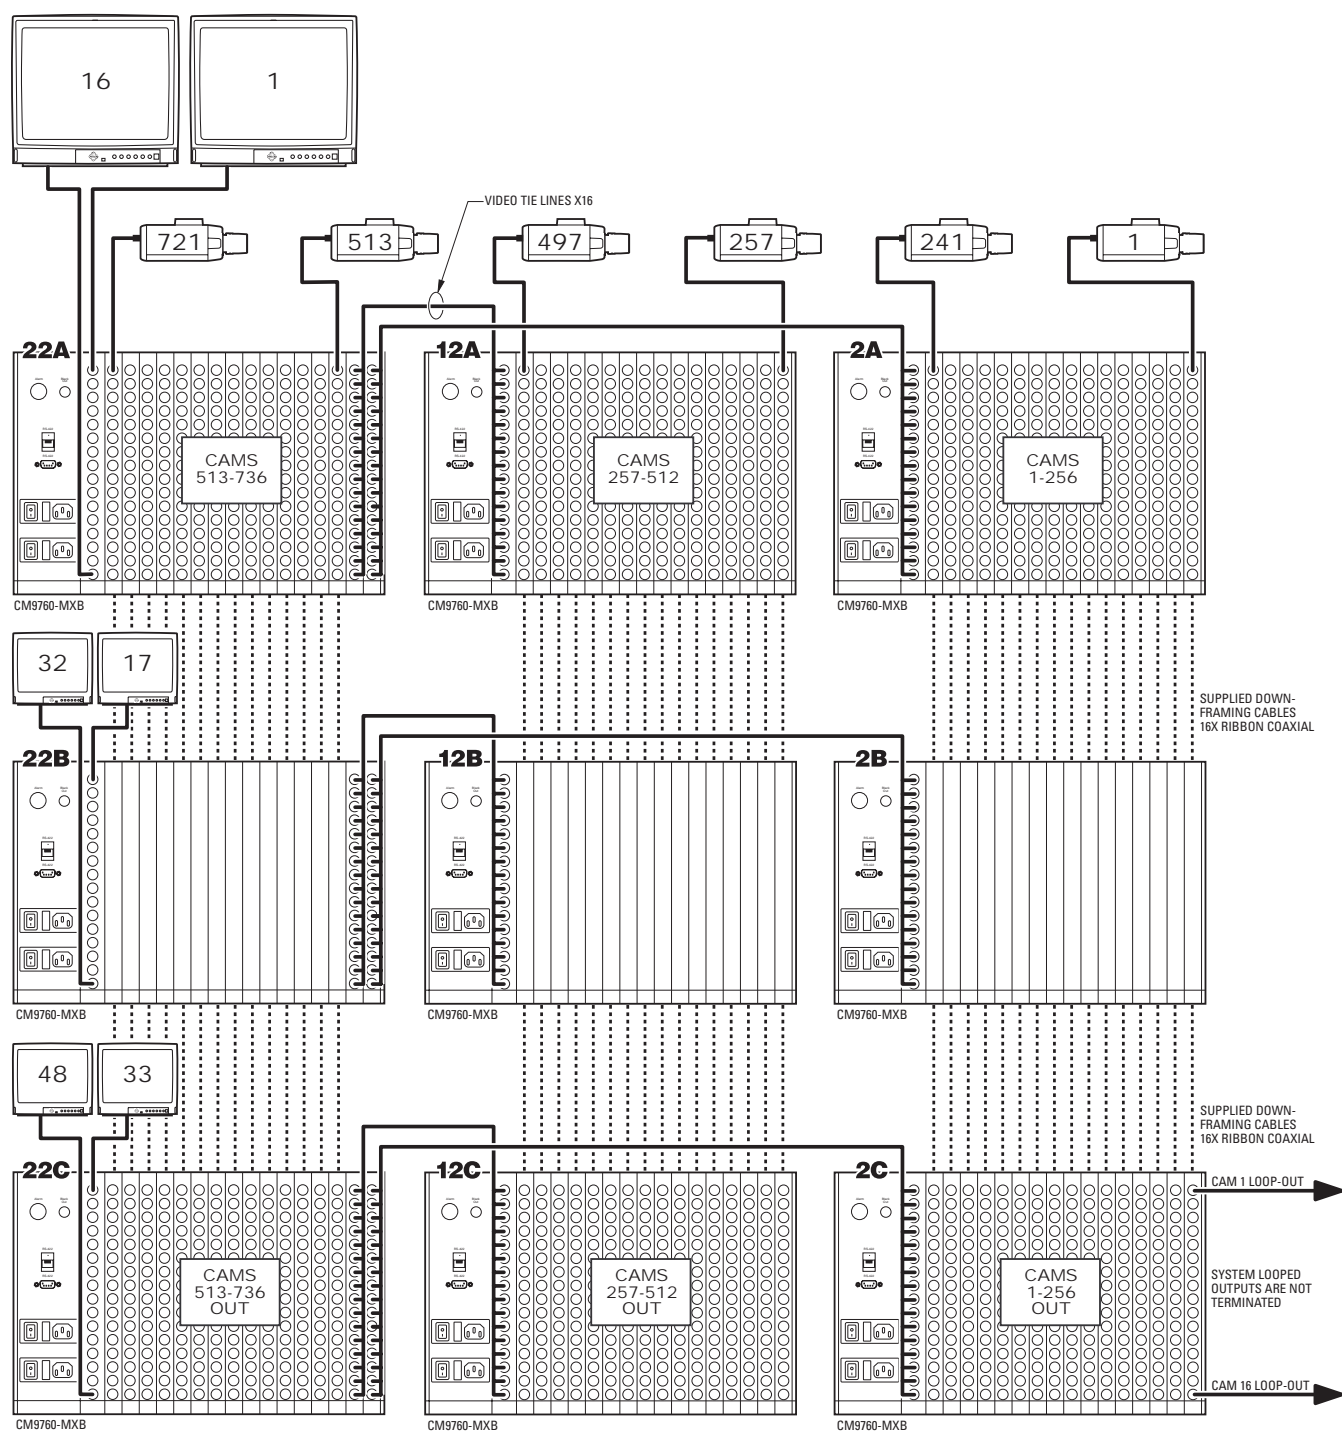 16
1
VIDEO TIE LINES X16
721
513
497
257
241
1
22A
12A
2A
CAMS
513-736
CAMS
257-512
CAMS
1-256
CM9760-MXB
CM9760-MXB
CM9760-MXB
32
17
SUPPLIED DOWN-
FRAMING CABLES
16X RIBBON COAXIAL
22B
12B
2B
CM9760-MXB
CM9760-MXB
CM9760-MXB
48
33
SUPPLIED DOWN-
FRAMING CABLES
16X RIBBON COAXIAL
22C
12C
2C
CAM 1 LOOP-OUT
CAMS
513-736
OUT
CAMS
257-512
OUT
CAMS
1-256
OUT
SYSTEM LOOPED
OUTPUTS ARE NOT
TERMINATED
CAM 16 LOOP-OUT
CM9760-MXB
CM9760-MXB
CM9760-MXB